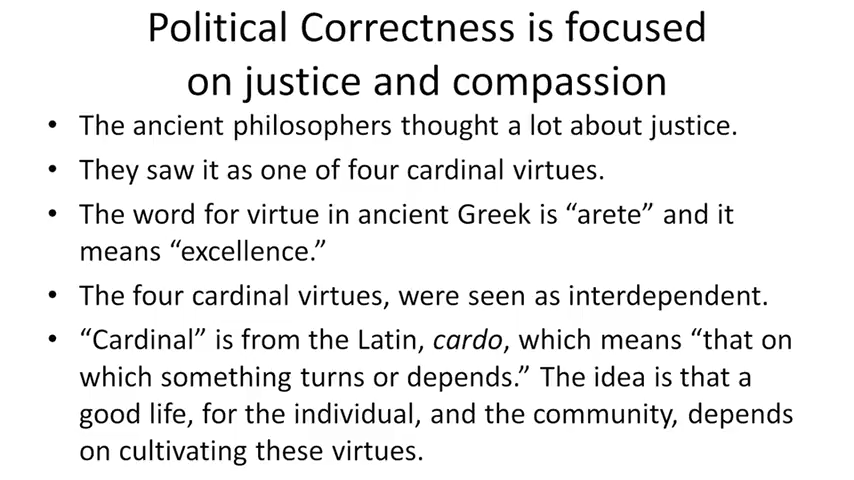 Political Correctness is focused
on justice and compassion
• The ancient philosophers thought a lot about justice.
• They saw it as one of four cardinal virtues.
• The word for virtue in ancient Greek is “arete” and it
means “excellence.”
• The four cardinal virtues, were seen as interdependent.
• “Cardinal” is from the Latin, cardo, which means “that on
which something turns or depends.” The idea is that a
good life, for the individual, and the community, depends
on cultivating these virtues.